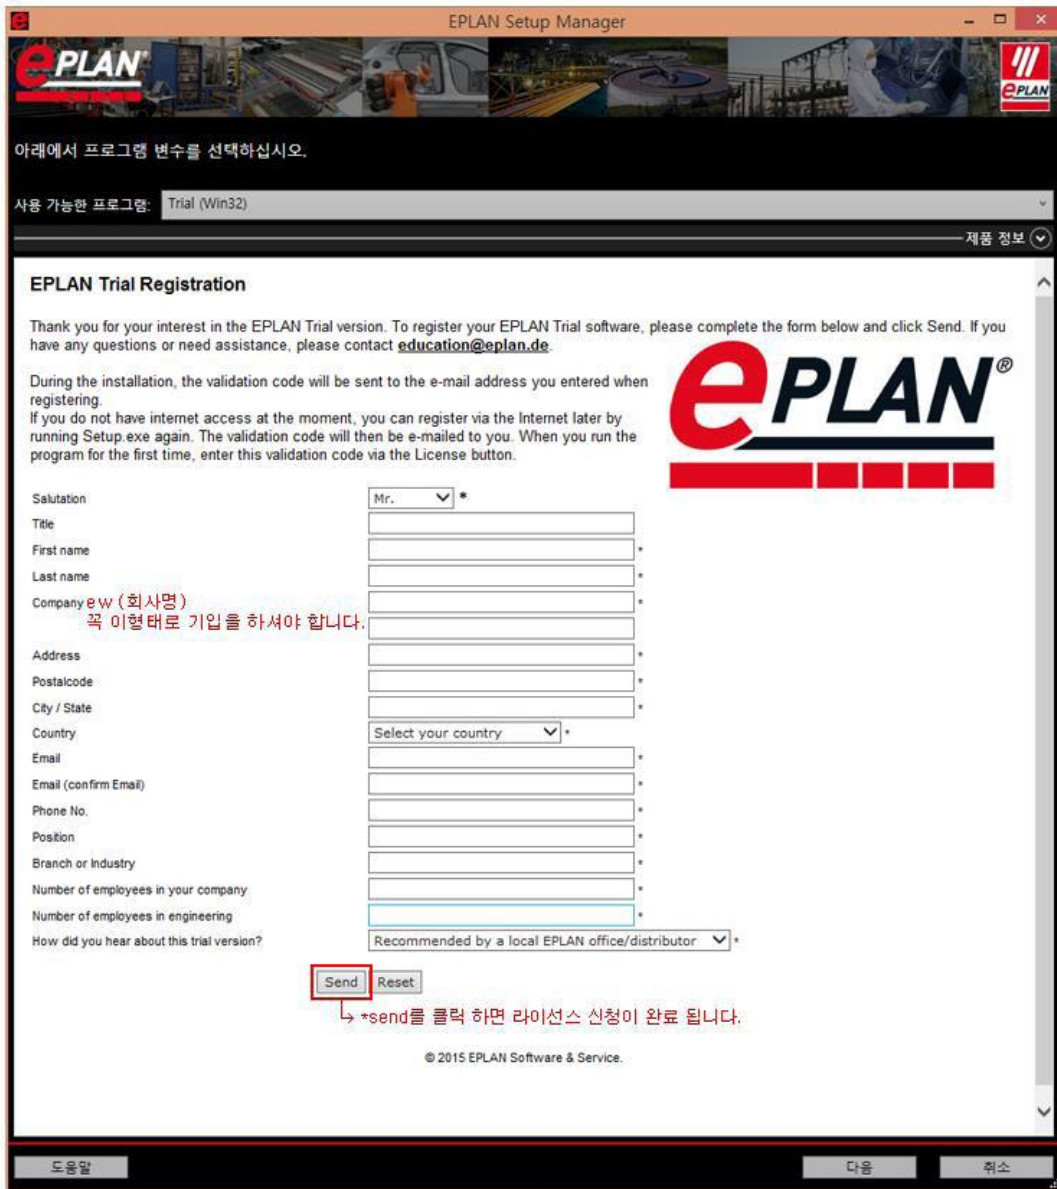 EPLAN Setup Manager
ePLAN®
ePLAN
아래에서 프로그램 변수를 선택하십시오.
사용 가능한 프로그램: Trial (Win32)
제품 정보
EPLAN Trial Registration
Thank you for your interest in the EPLAN Trial version. To register your EPLAN Trial software, please complete the form below and click Send. If you
have any questions or need assistance, please contact education@eplan.de.
During the installation, the validation code will be sent to the e-mail address you entered when
registering.
If you do not have internet access at the moment, you can register via the Internet later by
running Setup.exe again. The validation code will then be e-mailed to you. When you run the
program for the first time, enter this validation code via the License button.
ePLAN®
Salutation Mr. *
Title
First name *
Last name *
Company ew (회사명) *
꼭 이형태로 기입을 하셔야 합니다.
Address *
Postalcode *
City / State *
Country Select your country *
Email *
Email (confirm Email) *
Phone No. *
Position *
Branch or Industry *
Number of employees in your company *
Number of employees in engineering *
How did you hear about this trial version? Recommended by a local EPLAN office/distributor *
Send Reset
*send를 클릭 하면 라이선스 신청이 완료 됩니다.
© 2015 EPLAN Software & Service.
도움말 다음 취소